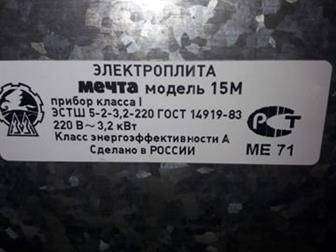 ЭЛЕКТРОПЛИТА
мечта модель 15М
прибор класса I
ЭСТШ 5-2-3,2-220 ГОСТ 14919-83
220 В ~ 3,2 кВт
Класс энергоэффективности А
Сделано в РОССИИ
РСТ
МЕ 71